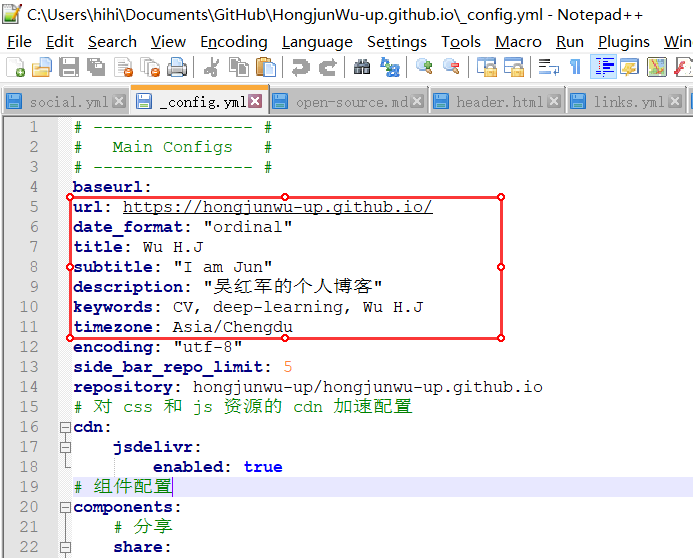 C:\Users\hihi\Documents\GitHub\HongjunWu-up.github.io\_config.yml - Notepad++
File Edit Search View Encoding Language Settings Tools Macro Run Plugins Win
social.yml _config.yml open-source.md header.html links.yml
1 # ---------------- #
2 #   Main Configs   #
3 # ---------------- #
4 baseurl:
5 url: https://hongjunwu-up.github.io/
6 date_format: "ordinal"
7 title: Wu H.J
8 subtitle: "I am Jun"
9 description: "吴红军的个人博客"
10 keywords: CV, deep-learning, Wu H.J
11 timezone: Asia/Chengdu
12 encoding: "utf-8"
13 side_bar_repo_limit: 5
14 repository: hongjunwu-up/hongjunwu-up.github.io
15 # 对 css 和 js 资源的 cdn 加速配置
16 cdn:
17     jsdelivr:
18         enabled: true
19 # 组件配置
20 components:
21     # 分享
22     share: